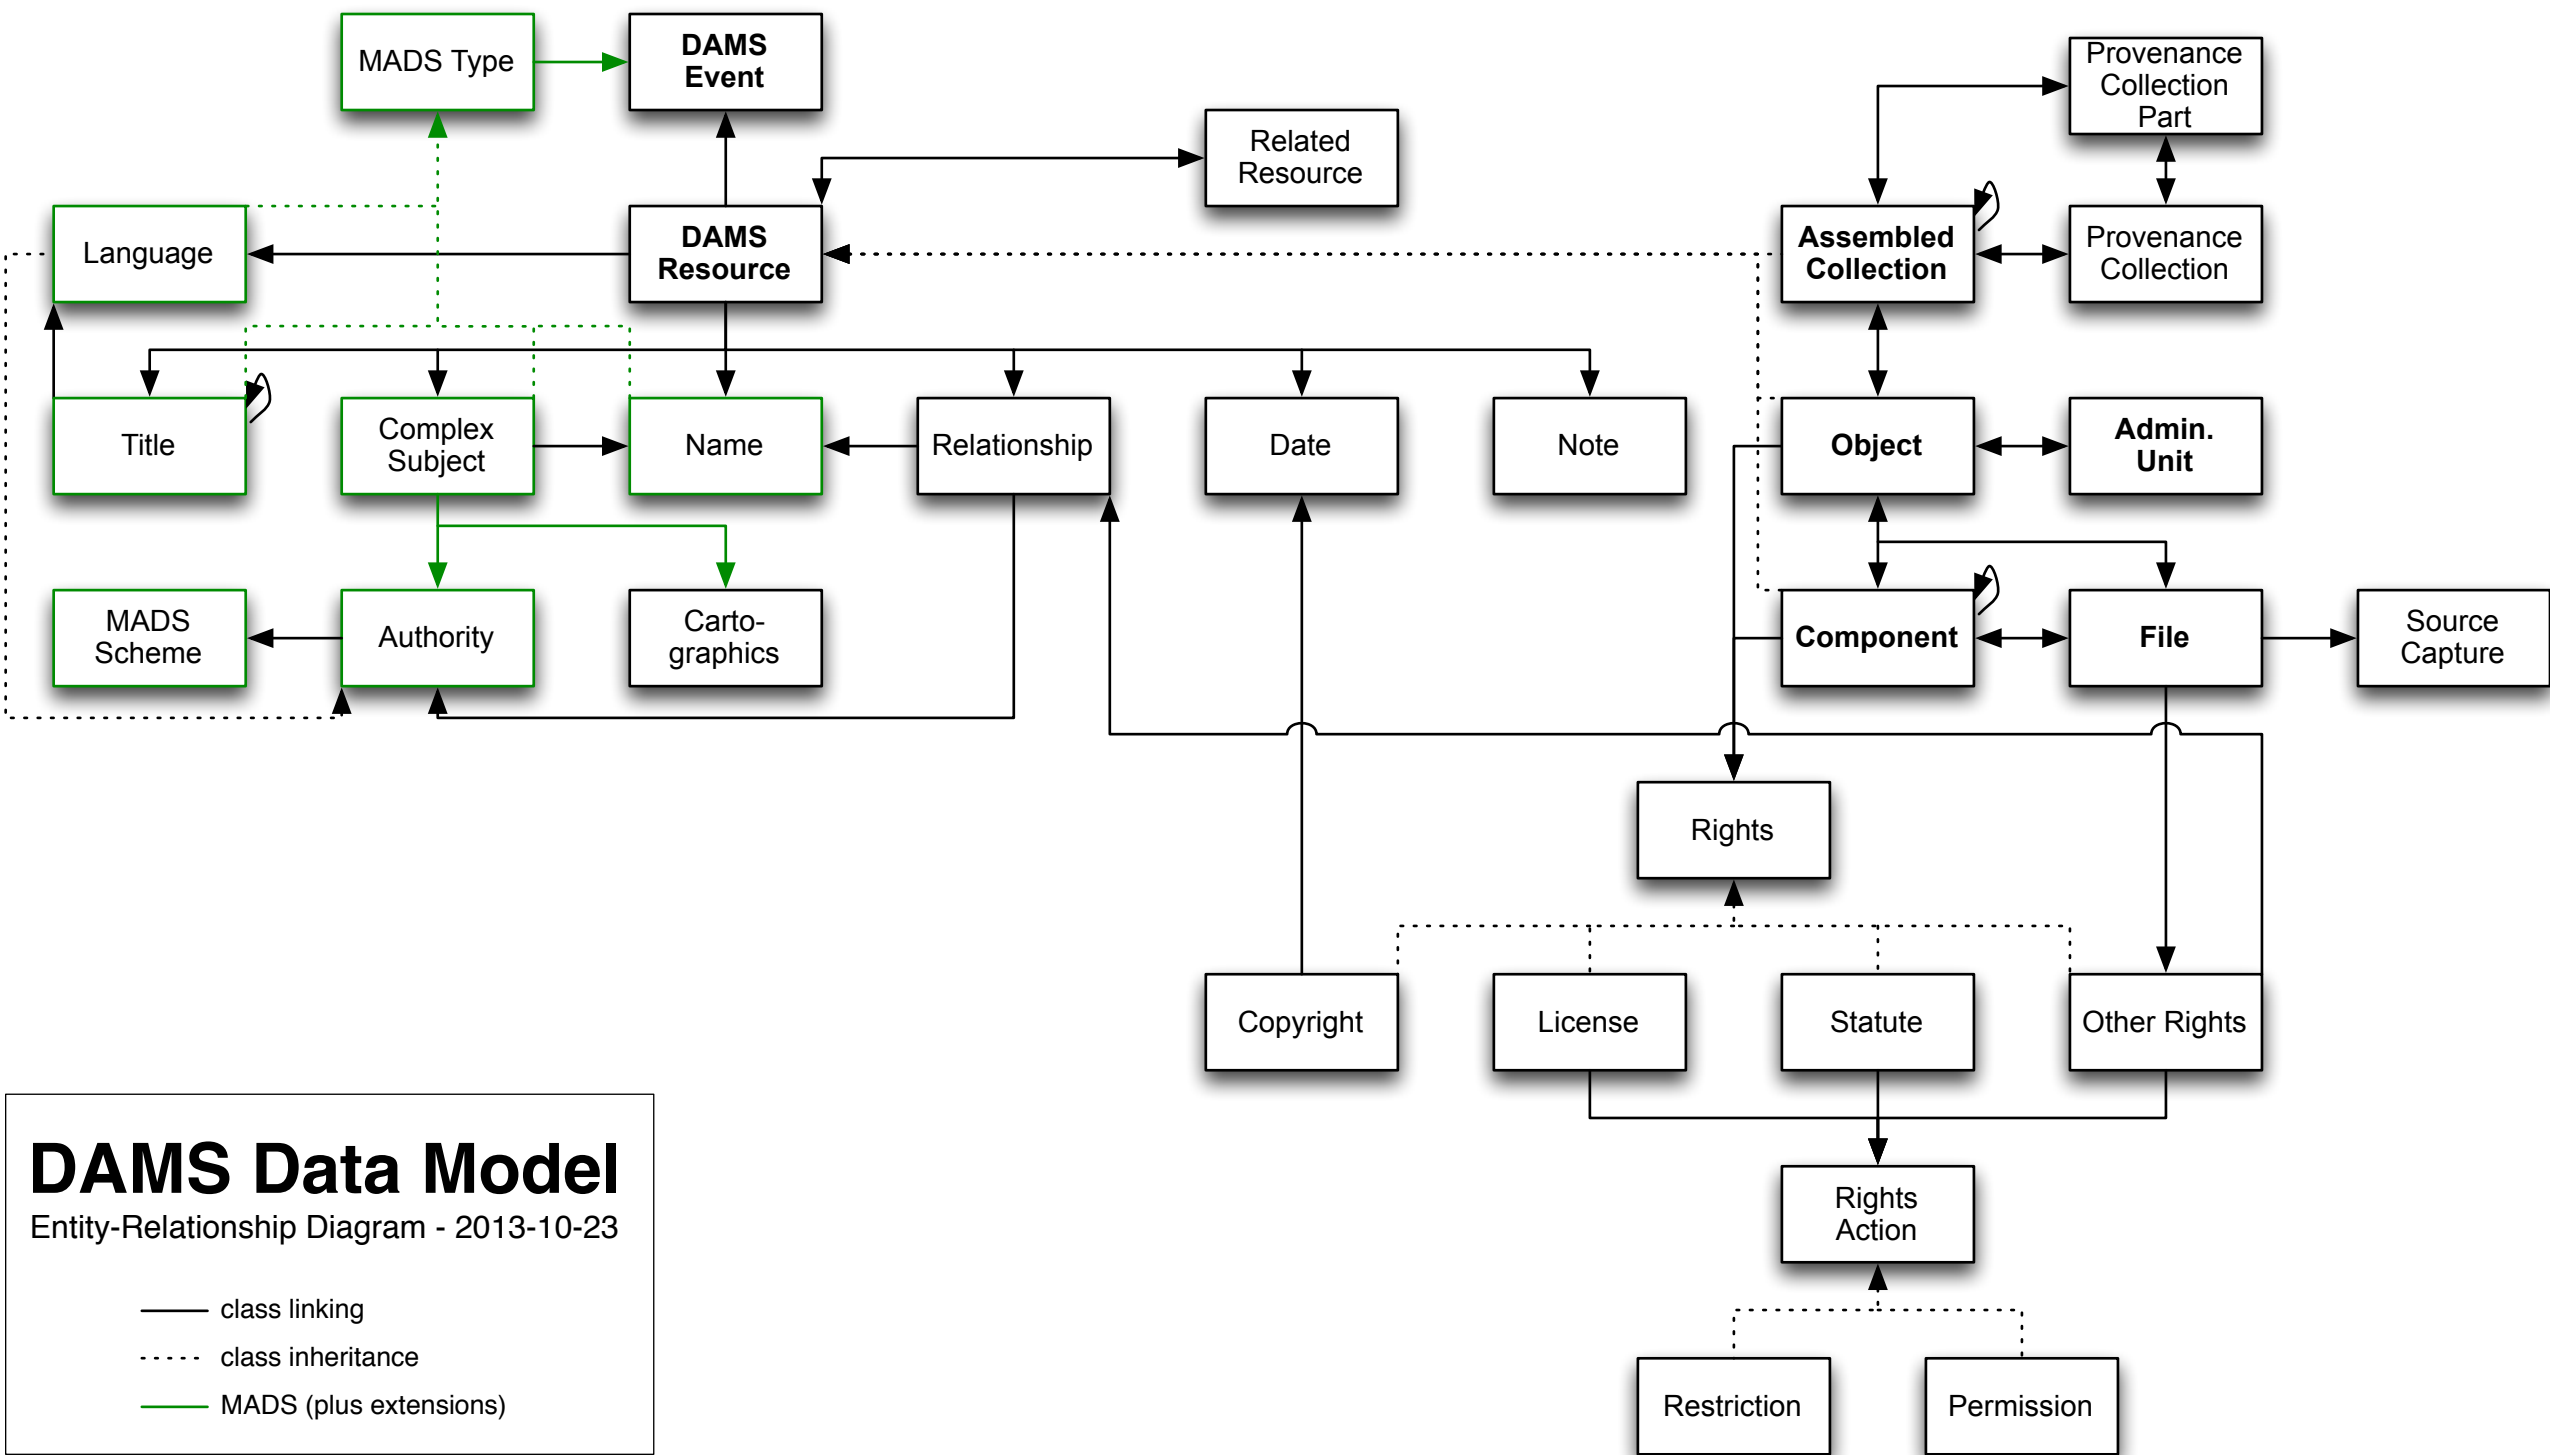 MADS Type
DAMS
Event
Provenance
Collection
Part
Related
Resource
Language
DAMS
Resource
Assembled
Collection
Provenance
Collection
Title
Complex
Subject
Name
Relationship
Date
Note
Object
Admin.
Unit
MADS
Scheme
Authority
Carto-
graphics
Component
File
Source
Capture
Rights
Copyright
License
Statute
Other Rights
Rights
Action
Restriction
Permission
DAMS Data Model
Entity-Relationship Diagram - 2013-10-23
class linking
class inheritance
MADS (plus extensions)